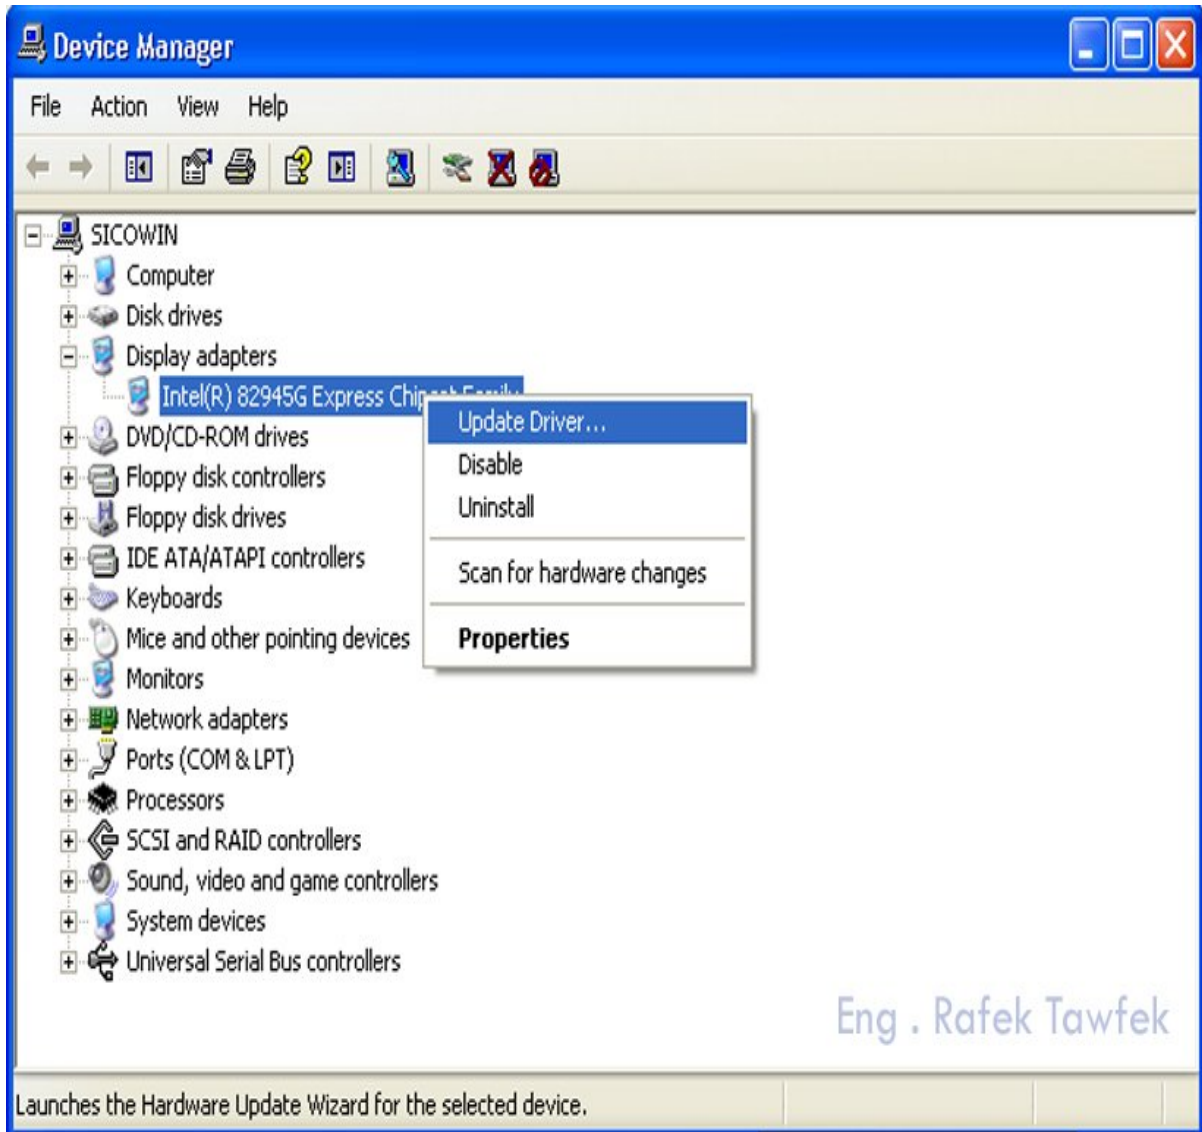 Device Manager
File Action View Help
SICOWIN
Computer
Disk drives
Display adapters
Intel(R) 82945G Express Chipset Family
Update Driver...
Disable
Uninstall
Scan for hardware changes
Properties
DVD/CD-ROM drives
Floppy disk controllers
Floppy disk drives
IDE ATA/ATAPI controllers
Keyboards
Mice and other pointing devices
Monitors
Network adapters
Ports (COM & LPT)
Processors
SCSI and RAID controllers
Sound, video and game controllers
System devices
Universal Serial Bus controllers
Eng . Rafek Tawfek
Launches the Hardware Update Wizard for the selected device.